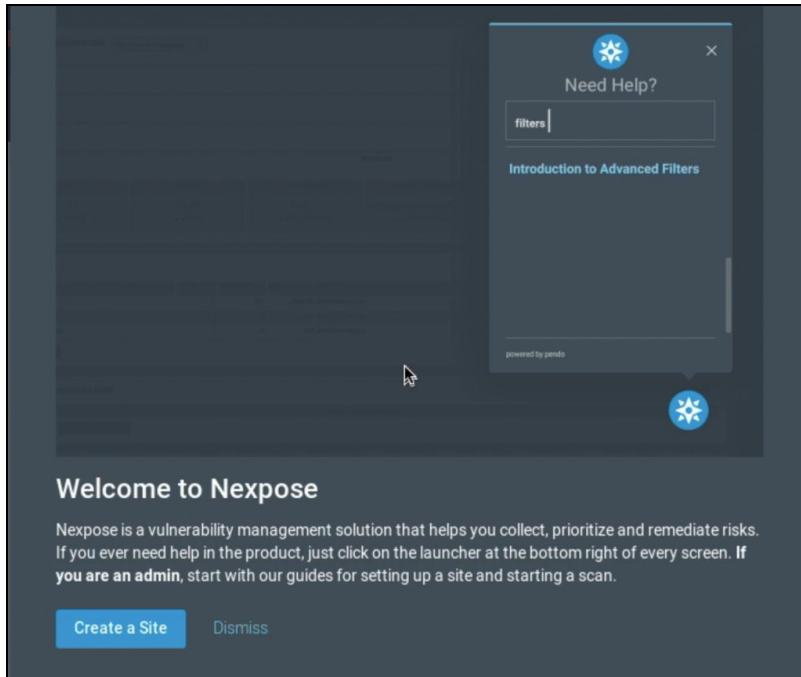 Need Help?
filters
Introduction to Advanced Filters
powered by pendo
Welcome to Nexpose
Nexpose is a vulnerability management solution that helps you collect, prioritize and remediate risks.
If you ever need help in the product, just click on the launcher at the bottom right of every screen. If
you are an admin, start with our guides for setting up a site and starting a scan.
Create a Site
Dismiss